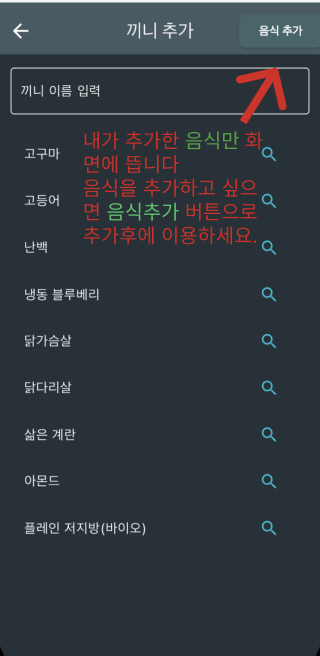 끼니 추가
음식 추가
끼니 이름 입력
내가 추가한 음식만 화
면에 뜹니다
음식을 추가하고 싶으
면 음식추가 버튼으로
추가후에 이용하세요.
고구마
고등어
난백
냉동 블루베리
닭가슴살
닭다리살
삶은 계란
아몬드
플레인 저지방(바이오)